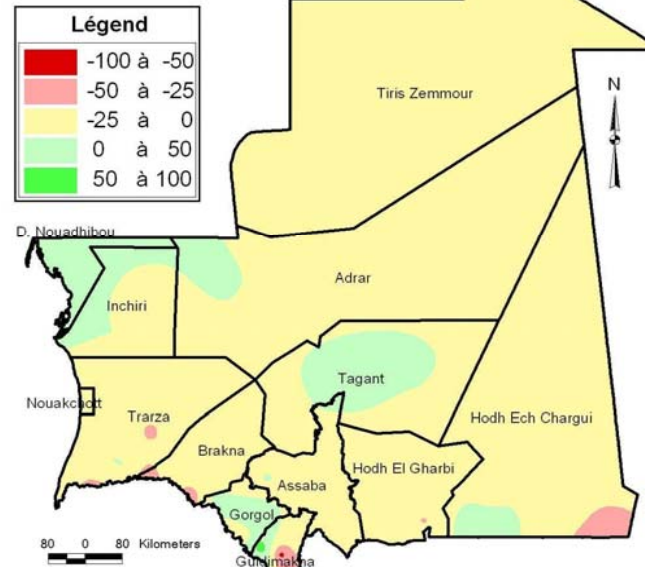 Légend
-100 à -50
-50 à -25
-25 à 0
0 à 50
50 à 100
N
Tiris Zemmour
D. Nouadhibou
Adrar
Inchiri
Tagant
Nouakchott
Trarza
Hodh Ech Chargui
Brakna
Hodh El Gharbi
Assaba
Gorgol
80 0 80 Kilometers
Guidimakha